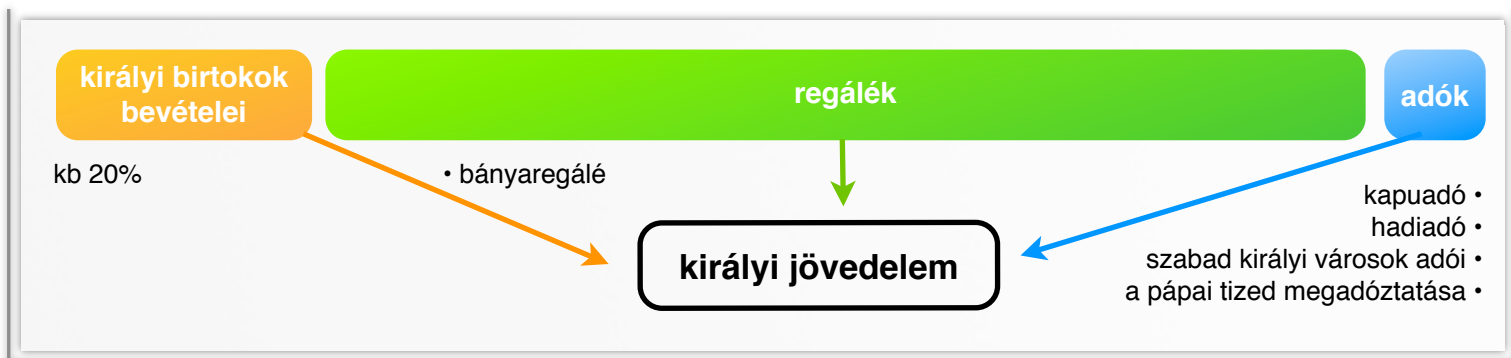 királyi birtokok
bevételei
regálék
adók
kb 20%
• bányaregálé
kapuadó •
hadiadó •
szabad királyi városok adói •
a pápai tized megadóztatása •
királyi jövedelem